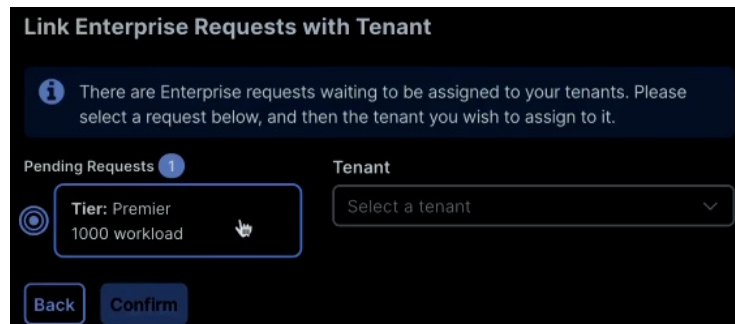 Link Enterprise Requests with Tenant
There are Enterprise requests waiting to be assigned to your tenants. Please
select a request below, and then the tenant you wish to assign to it.
Pending Requests 1
Tenant
Tier: Premier
1000 workload
Select a tenant
Back
Confirm